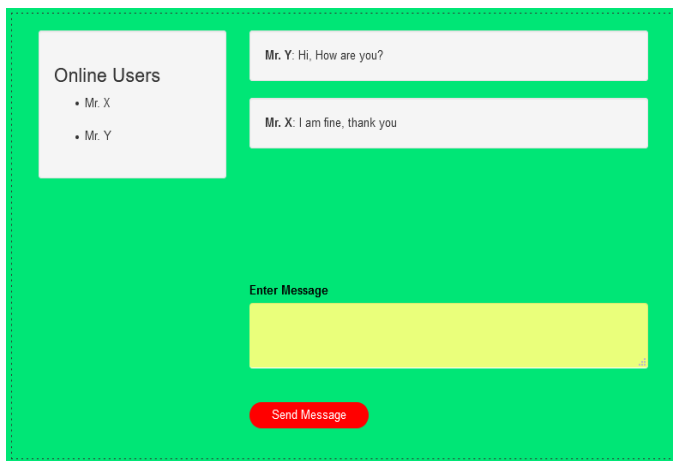 Online Users
• Mr. X
• Mr. Y
Mr. Y: Hi, How are you?
Mr. X: I am fine, thank you
Enter Message
Send Message